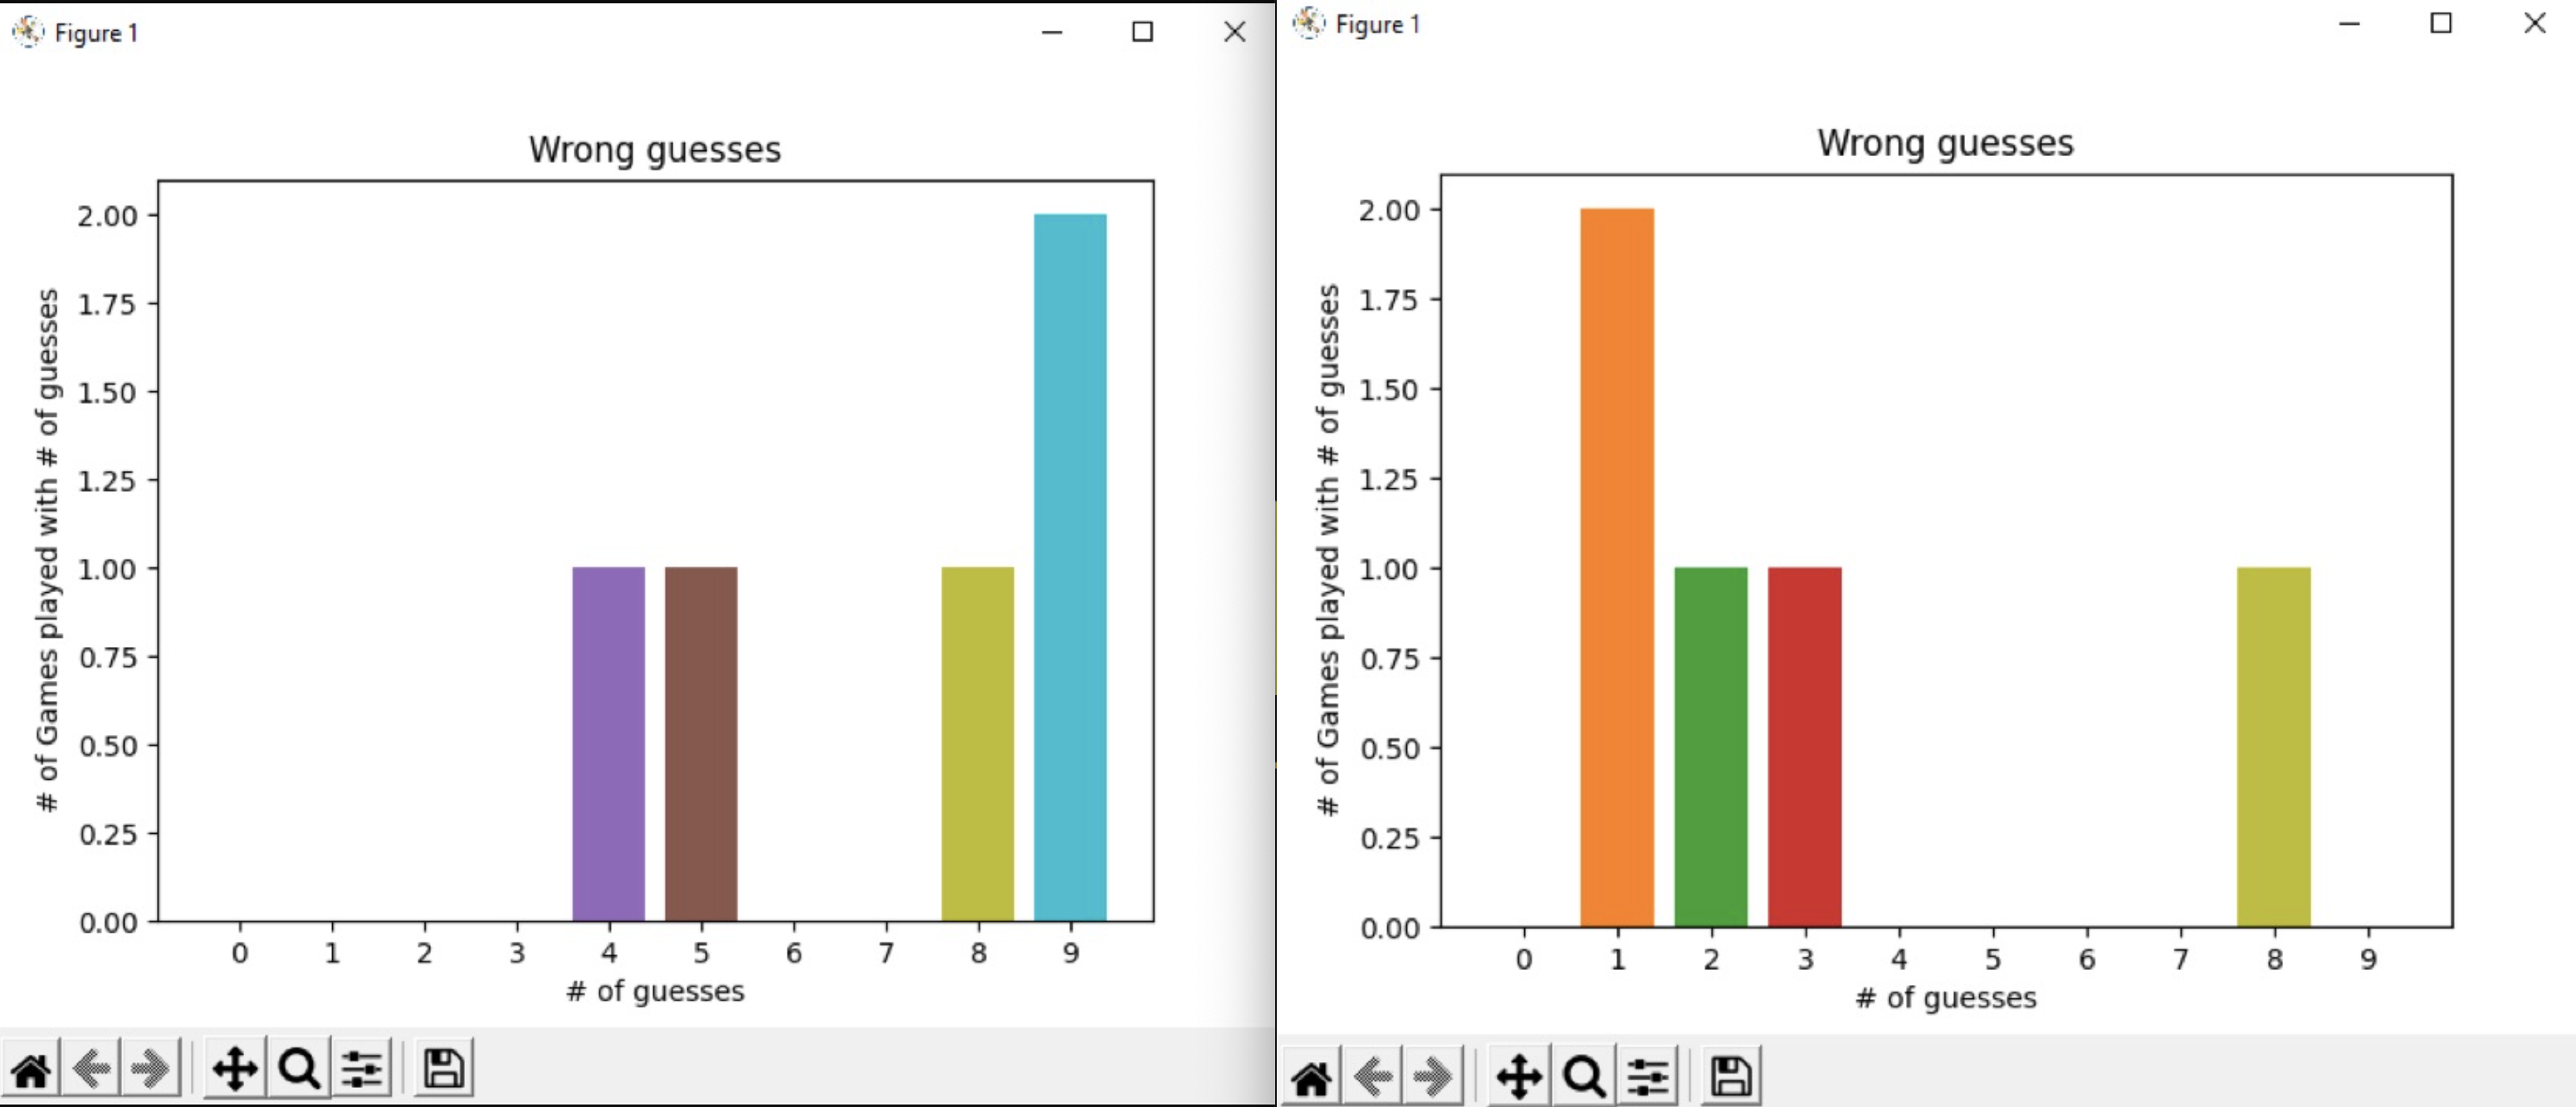 Figure 1
Wrong guesses
# of Games played with # of guesses
2.00
1.75
1.50
1.25
1.00
0.75
0.50
0.25
0.00
0 1 2 3 4 5 6 7 8 9
# of guesses
Figure 1
Wrong guesses
# of Games played with # of guesses
2.00
1.75
1.50
1.25
1.00
0.75
0.50
0.25
0.00
0 1 2 3 4 5 6 7 8 9
# of guesses